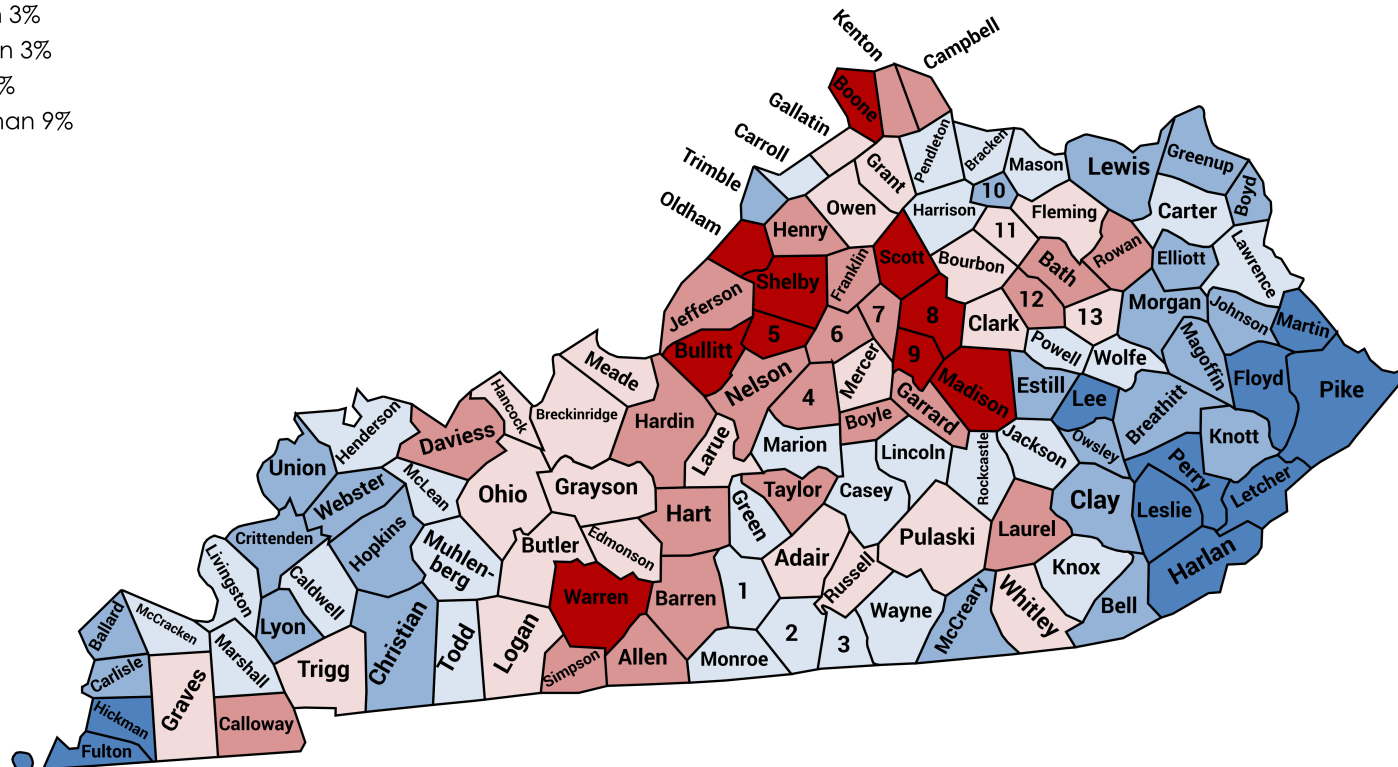 3%
n 3%
%
nan 9%
Kenton
Campbell
Boone
Gallatin
Carroll
Trimble
Oldham
Grant
Pendleton
Bracken
Mason
Lewis
Greenup
Boyd
10
Harrison
Owen
Henry
Fleming
Carter
11
Rowan
Lawrence
Elliott
Scott
Bourbon
Bath
Franklin
Shelby
Jefferson
12
13
Morgan
Johnson
Martin
7
8
Clark
5
6
Bullitt
9
Powell
Wolfe
Magoffin
Floyd
Pike
Meade
Nelson
Mercer
Madison
Estill
Lee
Breathitt
4
Garrard
Hancock
Breckinridge
Hardin
Boyle
Henderson
Daviess
Larue
Marion
Lincoln
Rockcastle
Jackson
Owsley
Knott
Union
Webster
McLean
Ohio
Grayson
Taylor
Casey
Perry
Letcher
Clay
Leslie
Hart
Green
Laurel
Crittenden
Hopkins
Muhlen-
berg
Butler
Edmonson
Adair
Pulaski
Harlan
Livingston
Caldwell
Warren
Barren
1
Russell
Knox
Bell
Ballard
McCracken
Lyon
Christian
Todd
Logan
2
3
Wayne
McCreary
Whitley
Marshall
Trigg
Simpson
Allen
Monroe
Carlisle
Graves
Calloway
Hickman
Fulton